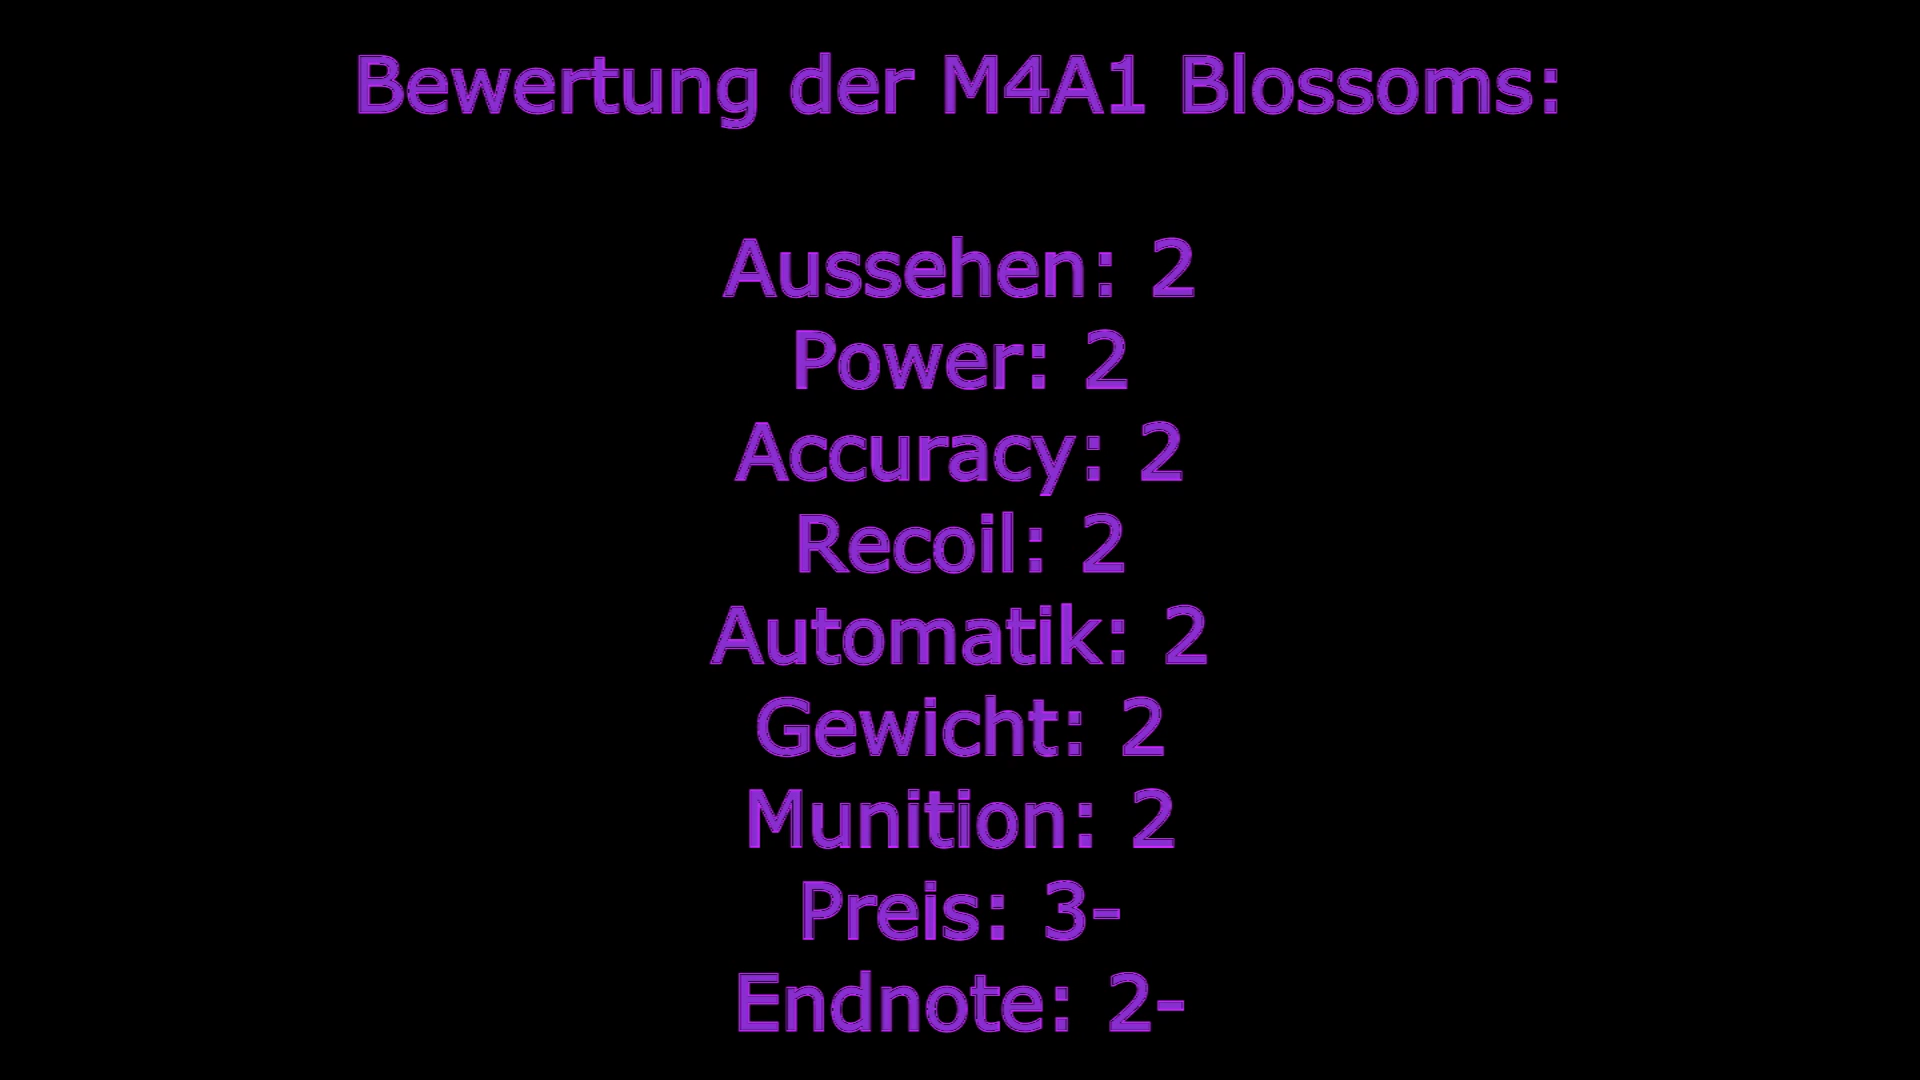 Bewertung der M4A1 Blossoms:
Aussehen: 2
Power: 2
Accuracy: 2
Recoil: 2
Automatik: 2
Gewicht: 2
Munition: 2
Preis: 3-
Endnote: 2-